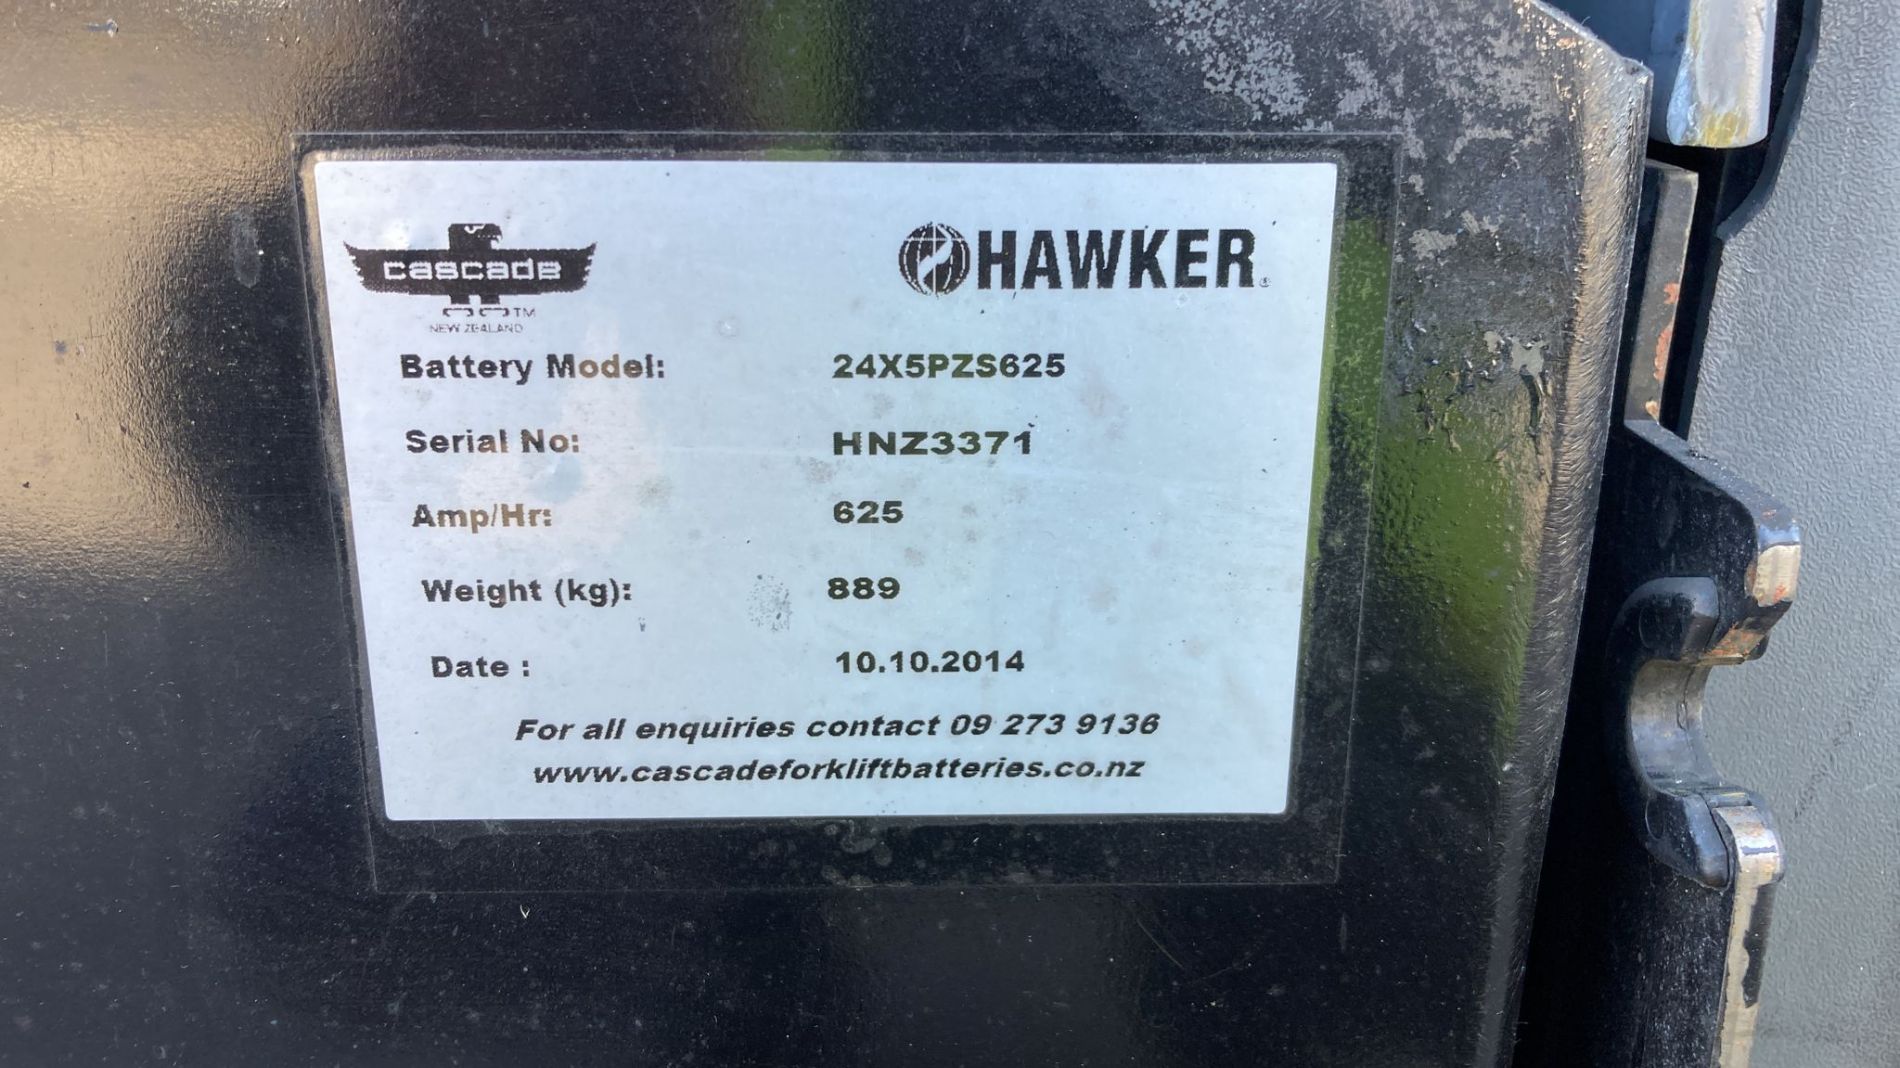 cascade
TM
NEW ZEALAND
HAWKER®
Battery Model: 24X5PZS625
Serial No: HNZ3371
Amp/Hr: 625
Weight (kg): 889
Date : 10.10.2014
For all enquiries contact 09 273 9136
www.cascadeforkliftbatteries.co.nz